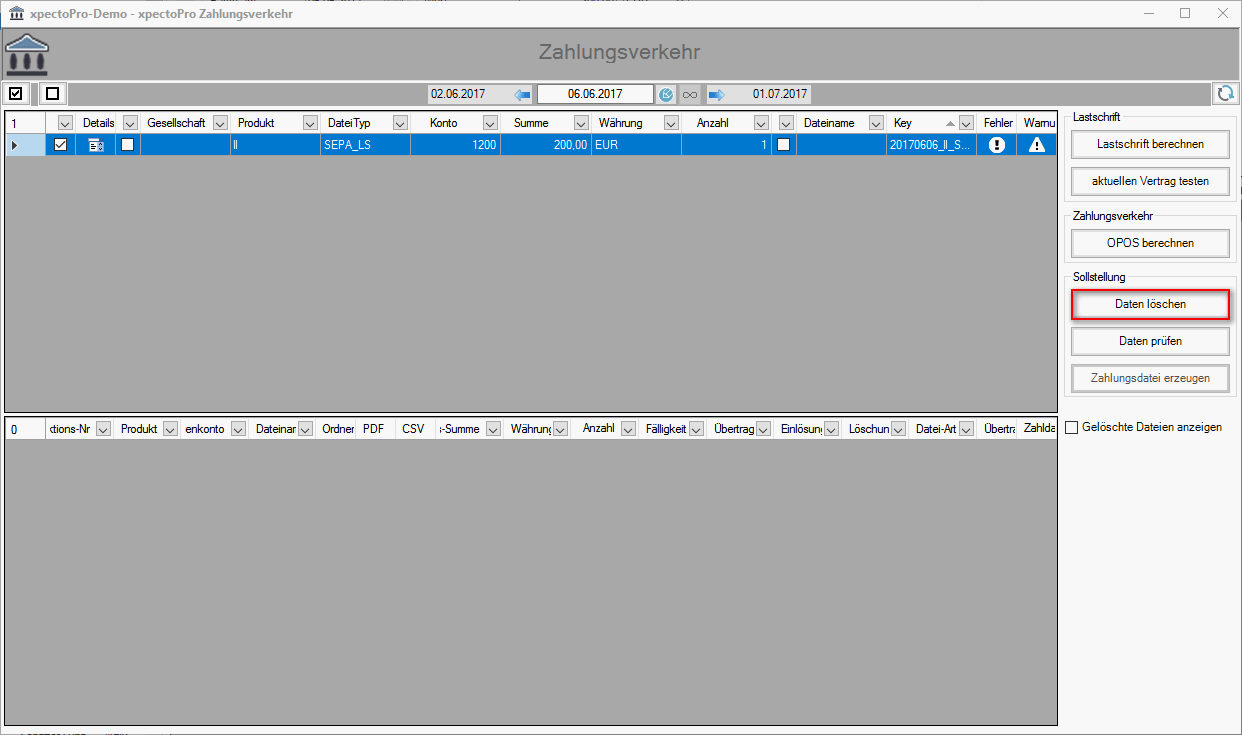 xpectoPro-Demo - xpectoPro Zahlungsverkehr
Zahlungsverkehr
02.06.2017 06.06.2017 01.07.2017
1 Details Gesellschaft Produkt DateiTyp Konto Summe Währung Anzahl Dateiname Key Fehler Warnu
II SEPA_LS 1200 200,00 EUR 1 20170606_II_S...
Lastschrift
Lastschrift berechnen
aktuellen Vertrag testen
Zahlungsverkehr
OPOS berechnen
Sollstellung
Daten löschen
Daten prüfen
Zahlungsdatei erzeugen
0 ktions-Nr Produkt enkonto Dateinar Ordner PDF CSV :-Summe Währung Anzahl Fälligkeit Übertrag Einlösung Löschun Datei-Art Übertra Zahlda
Gelöschte Dateien anzeigen